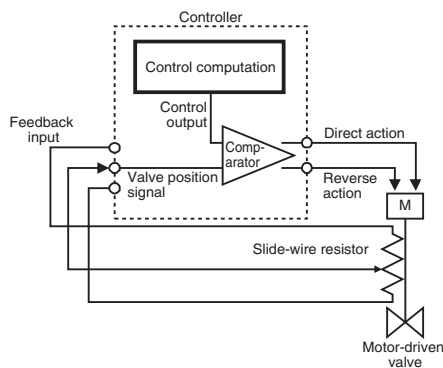 Controller
Control computation
Control
output
Feedback
input
Comp-
arator
Direct action
Valve position
signal
Reverse
action
M
Slide-wire resistor
Motor-driven
valve